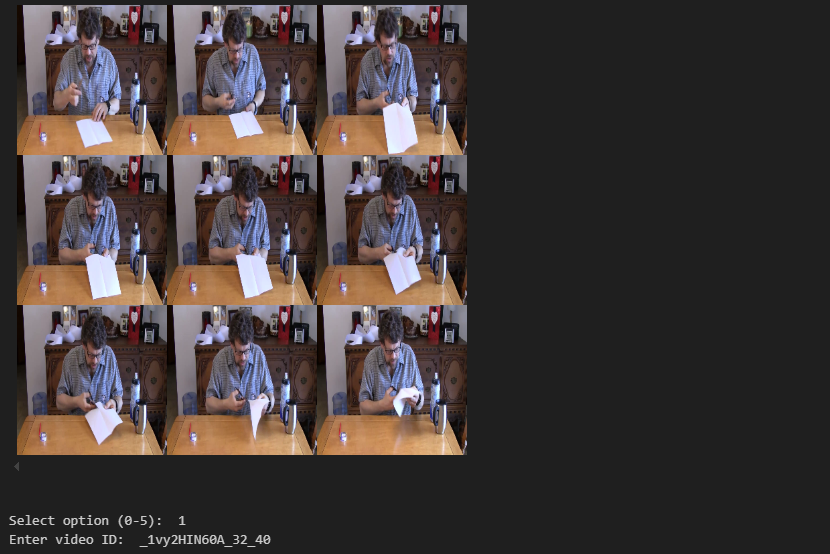 Select option (0-5):  1
Enter video ID:  _1vy2HIN60A_32_40